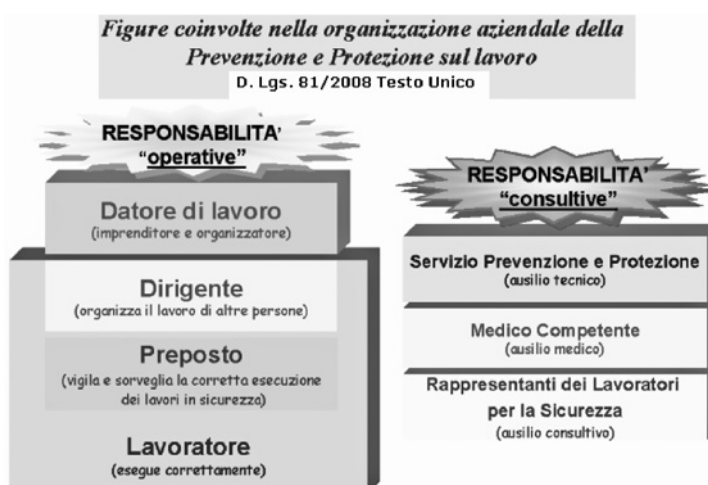 Figure coinvolte nella organizzazione aziendale della
Prevenzione e Protezione sul lavoro
D. Lgs. 81/2008 Testo Unico
RESPONSABILITA'
"operative"
Datore di lavoro
(imprenditore e organizzatore)
Dirigente
(organizza il lavoro di altre persone)
Preposto
(vigila e sorveglia la corretta esecuzione
dei lavori in sicurezza)
Lavoratore
(esegue correttamente)
RESPONSABILITA'
"consultive"
Servizio Prevenzione e Protezione
(ausilio tecnico)
Medico Competente
(ausilio medico)
Rappresentanti dei Lavoratori
per la Sicurezza
(ausilio consultivo)